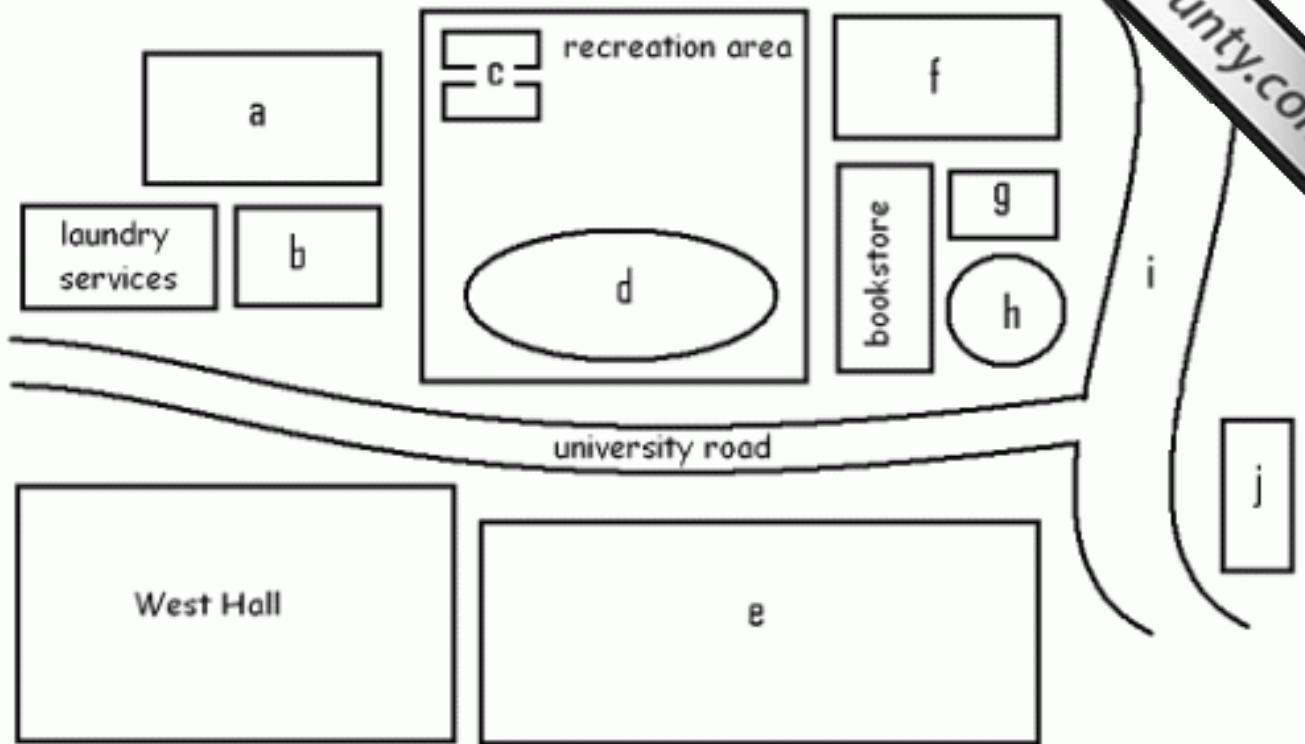 recreation area
c
f
a
g
laundry
services
b
d
bookstore
h
i
university road
j
West Hall
e
unty.co